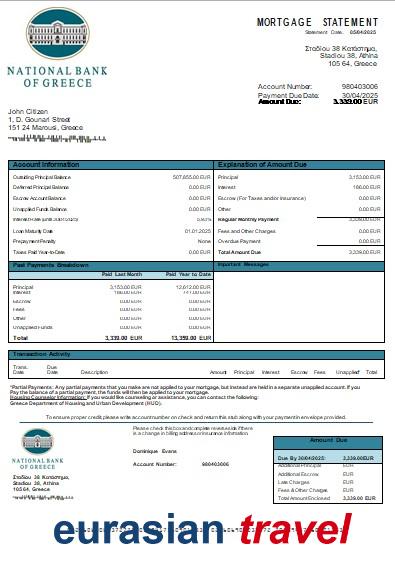 MORTGAGE STATEMENT
Statement Date: 05/04/2025
NATIONAL BANK
OF GREECE
Σταδίου 38 Κατάστημα,
Stadiou 38, Athina
105 64, Greece
Account Number: 980403006
Payment Due Date: 30/04/2025
Amount Due: 3,339.00 EUR
John Citizen
1, D. Gounari Street
151 24 Marousi, Greece
Account Information
Outstanding Principal Balance 507,855.00 EUR
Deferred Principal Balance 0.00 EUR
Escrow Account Balance 0.00 EUR
Unapplied Funds Balance 0.00 EUR
Loan Maturity Date 01.01.2025
Prepayment Penalty None
Taxes Paid Year-to-Date 0.00 EUR
Explanation of Amount Due
Principal 3,153.00 EUR
Interest 186.00 EUR
Escrow (For Taxes and/or Insurance) 0.00 EUR
Other 0.00 EUR
Regular Monthly Payment 3,339.00 EUR
Fees and Other Charges 0.00 EUR
Overdue Payment 0.00 EUR
Total Amount Due 3,339.00 EUR
Past Payments Breakdown
Paid Last Month Paid Year to Date
Principal 3,153.00 EUR 12,612.00 EUR
Interest 186.00 EUR 747.00 EUR
Escrow 0.00 EUR 0.00 EUR
Fees 0.00 EUR 0.00 EUR
Other 0.00 EUR 0.00 EUR
Unapplied Funds 0.00 EUR 0.00 EUR
Total 3,339.00 EUR 13,359.00 EUR
Important Messages
Transaction Activity
Trans. Date Due Date Description Amount Principal Interest Escrow Fees Unapplied* Total
*Partial Payments: Any partial payments that you make are not applied to your mortgage, but instead are held in a separate unapplied account. If you
Pay the balance of a partial payment, the funds will then be applied to your mortgage.
Housing Counselor Information: If you would like counseling or assistance, you can contact the following:
Greece Department of Housing and Urban Development (HUD).
To ensure proper credit please write account number on check and return this stub along with your payment in envelope provided.
NATIONAL BANK
OF GREECE
Σταδίου 38 Κατάστημα,
Stadiou 38, Athina
105 64, Greece
Please check this box and complete reverse side if there
is a change in billing address or insurance information
Dominique Evans
Account Number: 980403006
Amount Due
Due By 30/04/2025: 3,339.00 EUR
Additional Principal EUR
Additional Escrow EUR
Late Charges EUR
Fees & Other Charges EUR
Total Amount Enclosed 3,339.00 EUR
eurasian travel